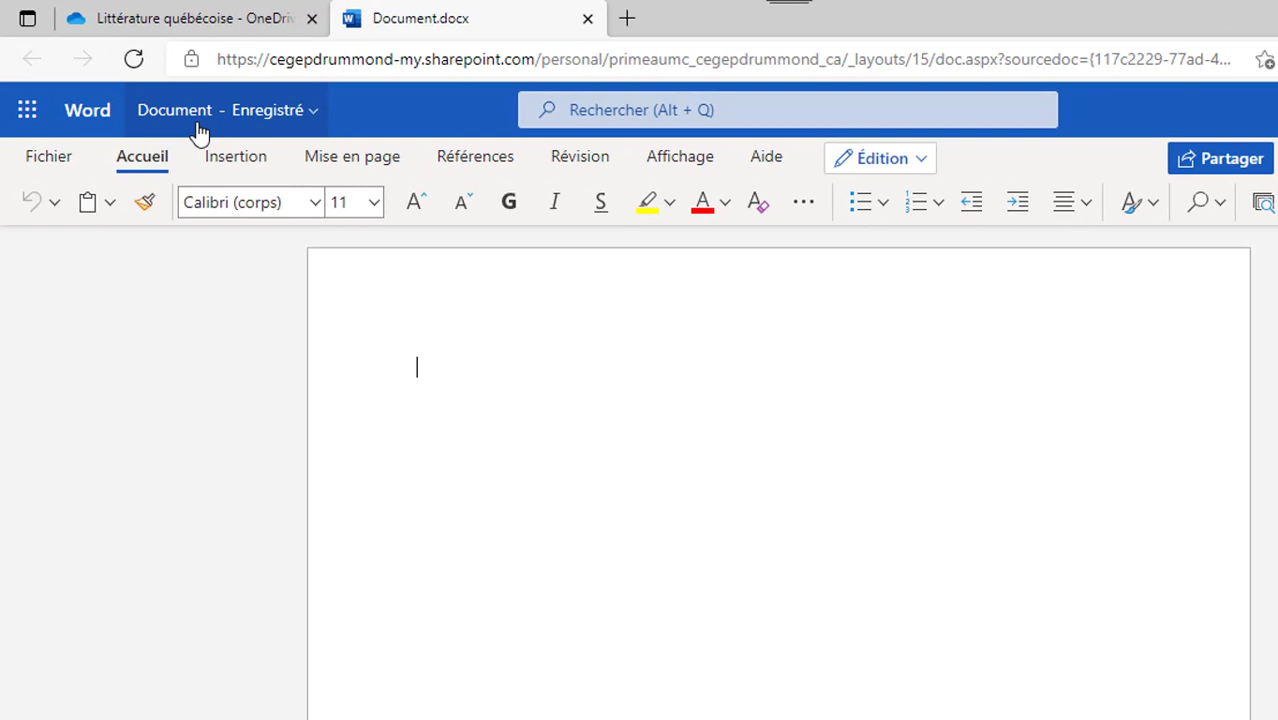 Littérature québécoise - OneDriv
Document.docx
https://cegepdrummond-my.sharepoint.com/personal/primeaumc_cegepdrummond_ca/_layouts/15/doc.aspx?sourcedoc={117c2229-77ad-4...
Word
Document - Enregistré
Rechercher (Alt + Q)
Fichier
Accueil
Insertion
Mise en page
Références
Révision
Affichage
Aide
Édition
Partager
Calibri (corps)
11
A
A
G
I
S
A
A